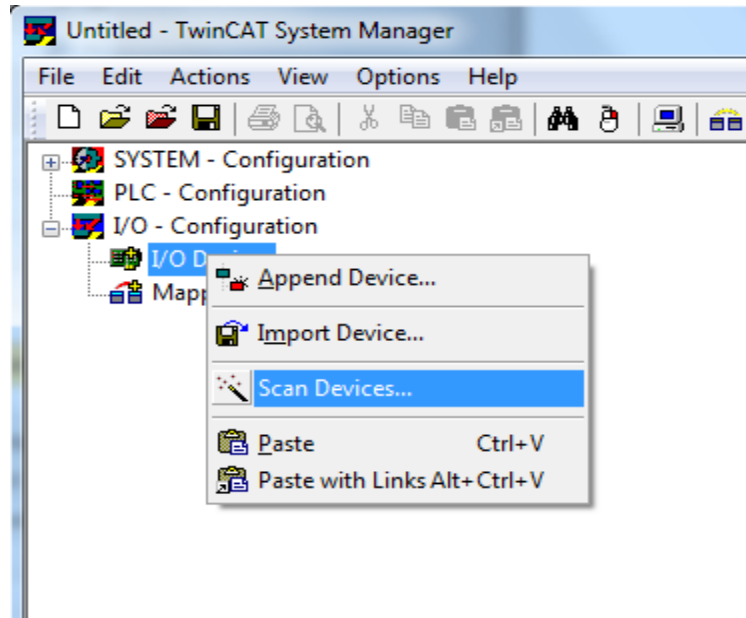 Untitled - TwinCAT System Manager
File Edit Actions View Options Help
SYSTEM - Configuration
PLC - Configuration
I/O - Configuration
I/O D
Mapp
Append Device...
Import Device...
Scan Devices...
Paste Ctrl+V
Paste with Links Alt+Ctrl+V